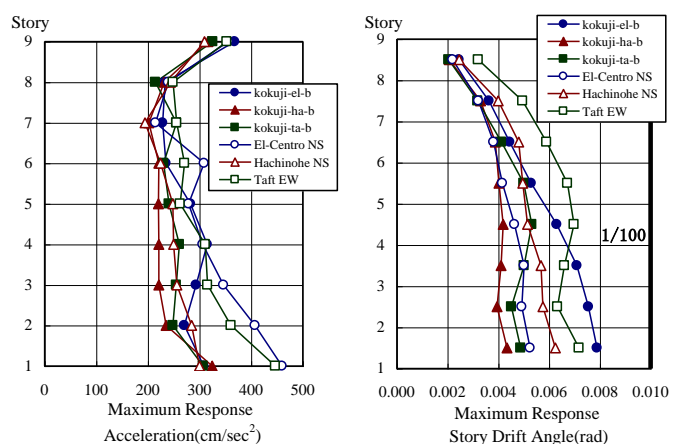 Story
9
8
7
6
5
4
3
2
1
0 100 200 300 400 500
Maximum Response
Acceleration(cm/sec²)
kokuji-el-b
kokuji-ha-b
kokuji-ta-b
El-Centro NS
Hachinohe NS
Taft EW
Story
9
8
7
6
5
4
3
2
1
0.000 0.002 0.004 0.006 0.008 0.010
Maximum Response
Story Drift Angle(rad)
kokuji-el-b
kokuji-ha-b
kokuji-ta-b
El-Centro NS
Hachinohe NS
Taft EW
1/100